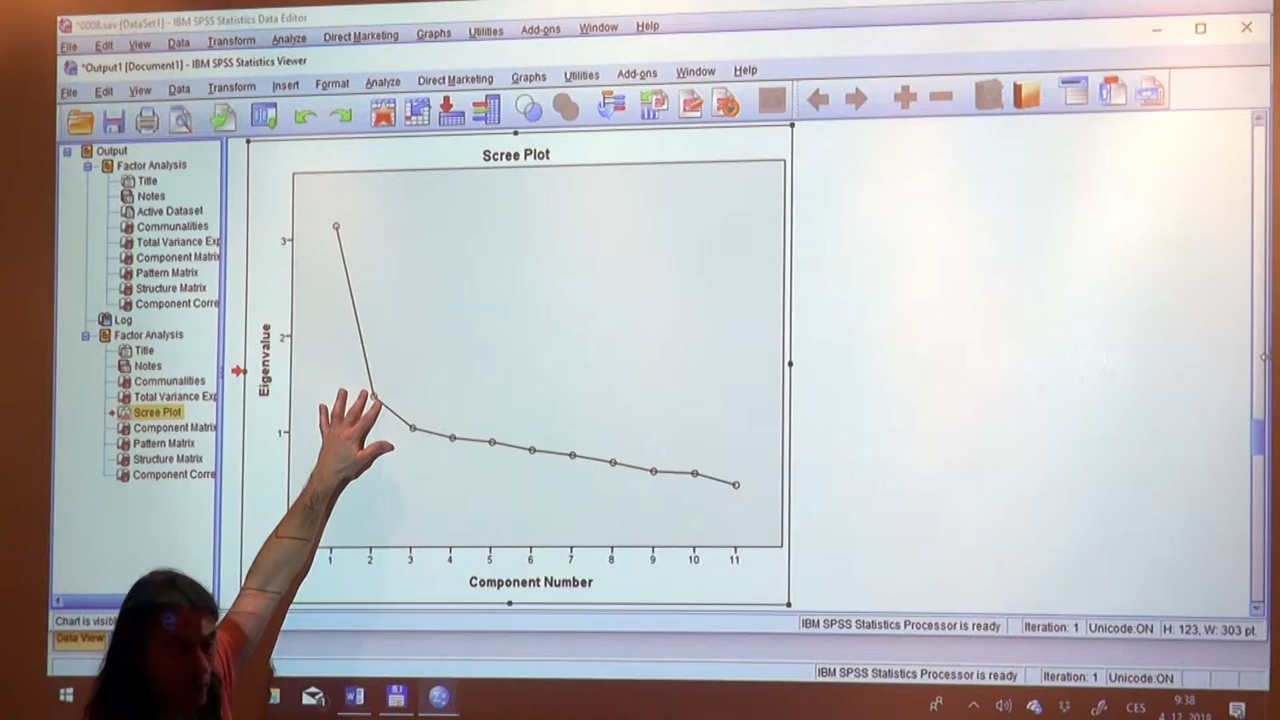 *0008.sav [DataSet1] - IBM SPSS Statistics Data Editor
File Edit View Data Transform Analyze Direct Marketing Graphs Utilities Add-ons Window Help
*Output1 [Document1] - IBM SPSS Statistics Viewer
File Edit View Data Transform Insert Format Analyze Direct Marketing Graphs Utilities Add-ons Window Help
Output
Factor Analysis
Title
Notes
Active Dataset
Communalities
Total Variance Exp
Component Matrix
Pattern Matrix
Structure Matrix
Component Corre
Log
Factor Analysis
Title
Notes
Communalities
Total Variance Exp
Scree Plot
Component Matrix
Pattern Matrix
Structure Matrix
Component Corre
Scree Plot
Eigenvalue
3
2
1
1 2 3 4 5 6 7 8 9 10 11
Component Number
Chart is visibl
IBM SPSS Statistics Processor is ready Iteration: 1 Unicode:ON H: 123, W: 303 pt.
Data View
IBM SPSS Statistics Processor is ready Iteration: 1 Unicode:ON
CES
9:38
4. 12. 2018